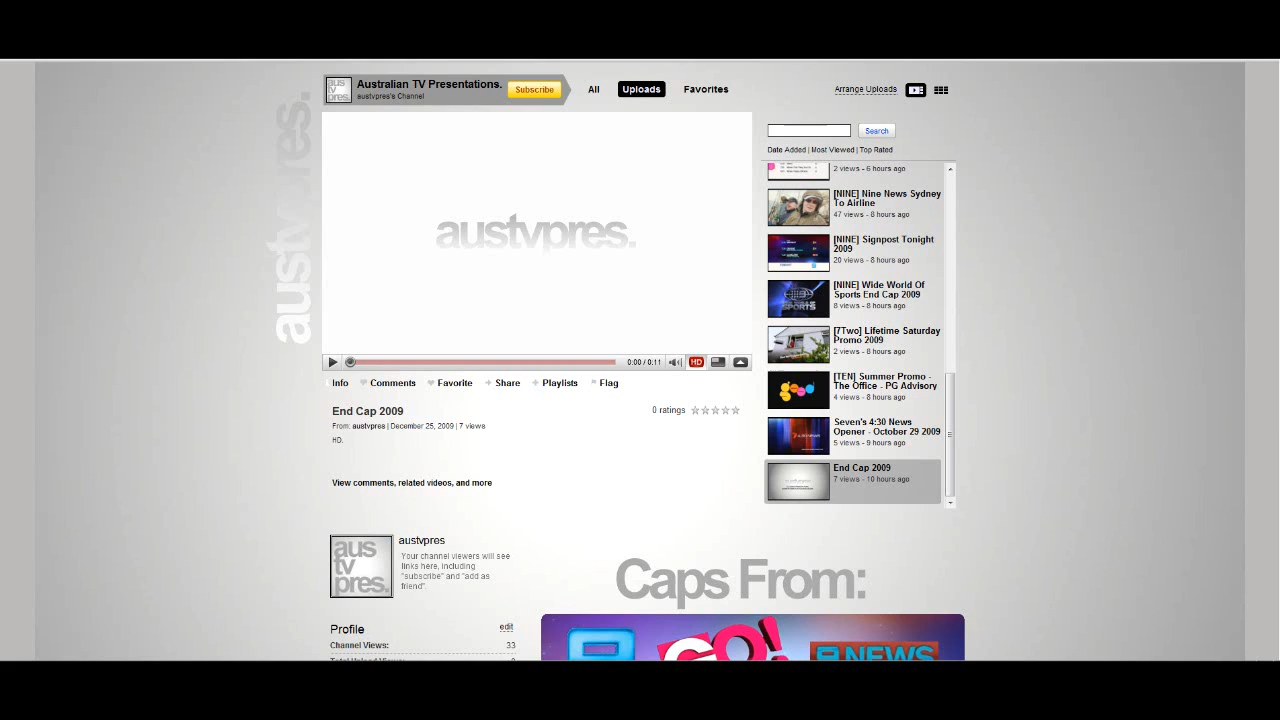 aus
tv
pres.
Australian TV Presentations.
austvpres's Channel
Subscribe
All
Uploads
Favorites
Arrange Uploads
austvpres.
austvpres.
0:00 / 0:11
HD
Search
Date Added | Most Viewed | Top Rated
2 views - 6 hours ago
[NINE] Nine News Sydney
To Airline
47 views - 8 hours ago
[NINE] Signpost Tonight
2009
20 views - 8 hours ago
[NINE] Wide World Of
Sports End Cap 2009
8 views - 8 hours ago
[7Two] Lifetime Saturday
Promo 2009
2 views - 8 hours ago
[TEN] Summer Promo -
The Office - PG Advisory
4 views - 8 hours ago
Seven's 4:30 News
Opener - October 29 2009
5 views - 9 hours ago
End Cap 2009
7 views - 10 hours ago
Info
Comments
Favorite
Share
Playlists
Flag
End Cap 2009
0 ratings
From: austvpres | December 25, 2009 | 7 views
HD.
View comments, related videos, and more
aus
tv
pres.
austvpres
Your channel viewers will see
links here, including
"subscribe" and "add as
friend".
Profile
edit
Channel Views:
33
Caps From:
GO!
NEWS